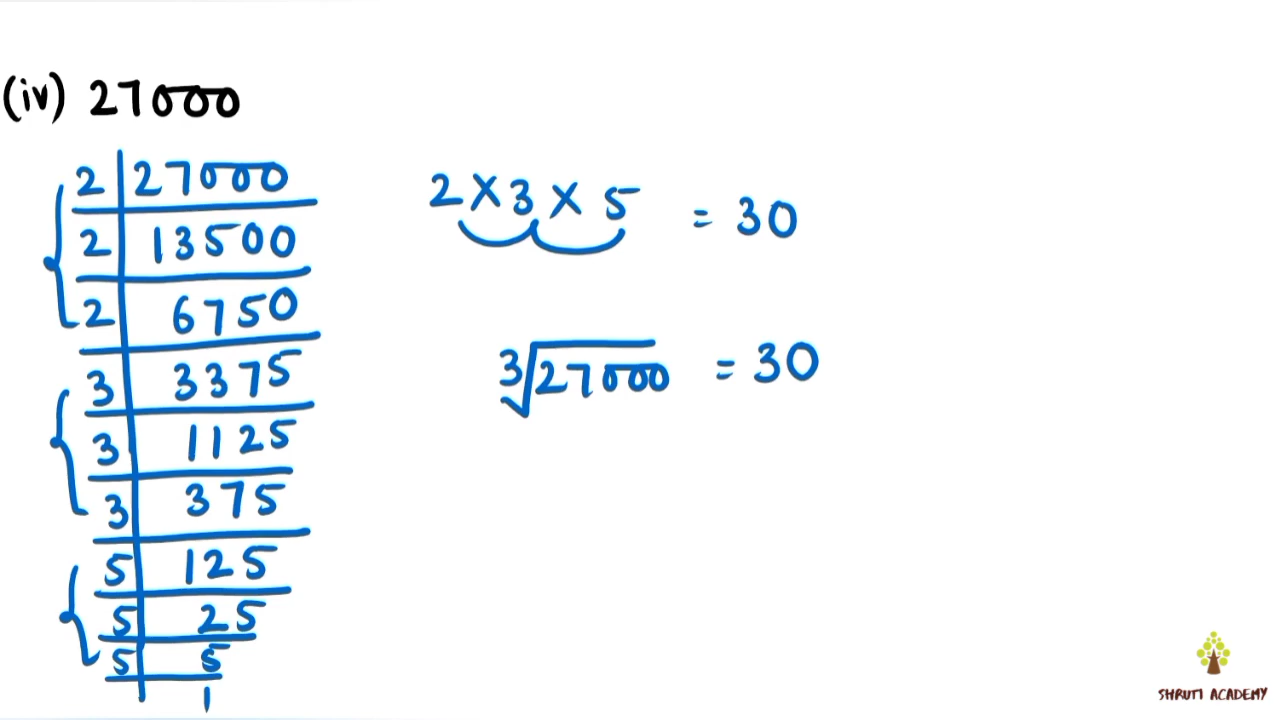 (iv) 27000
2 | 27000
2 | 13500
2 | 6750
3 | 3375
3 | 1125
3 | 375
5 | 125
5 | 25
5 | 5
1
2 × 3 × 5 = 30
∛27000 = 30
SHRUTI ACADEMY